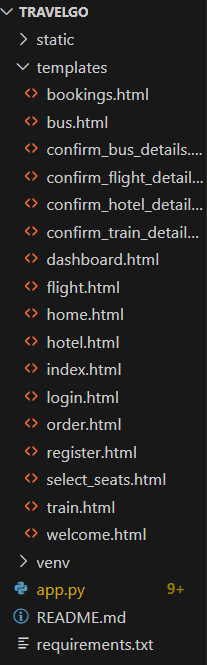 TRAVELGO
static
templates
bookings.html
bus.html
confirm_bus_details....
confirm_flight_detail...
confirm_hotel_detail...
confirm_train_detail...
dashboard.html
flight.html
home.html
hotel.html
index.html
login.html
order.html
register.html
select_seats.html
train.html
welcome.html
venv
app.py 9+
README.md
requirements.txt